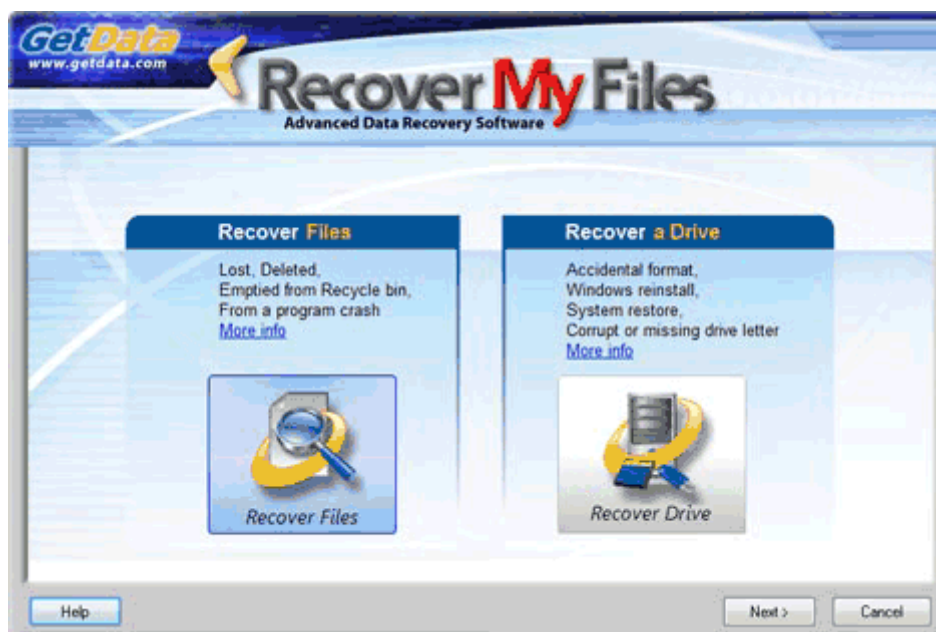 GetData
www.getdata.com
Recover My Files
Advanced Data Recovery Software
Recover Files
Lost, Deleted,
Emptied from Recycle bin,
From a program crash
More info
Recover Files
Recover a Drive
Accidental format,
Windows reinstall,
System restore,
Corrupt or missing drive letter
More info
Recover Drive
Help
Next >
Cancel